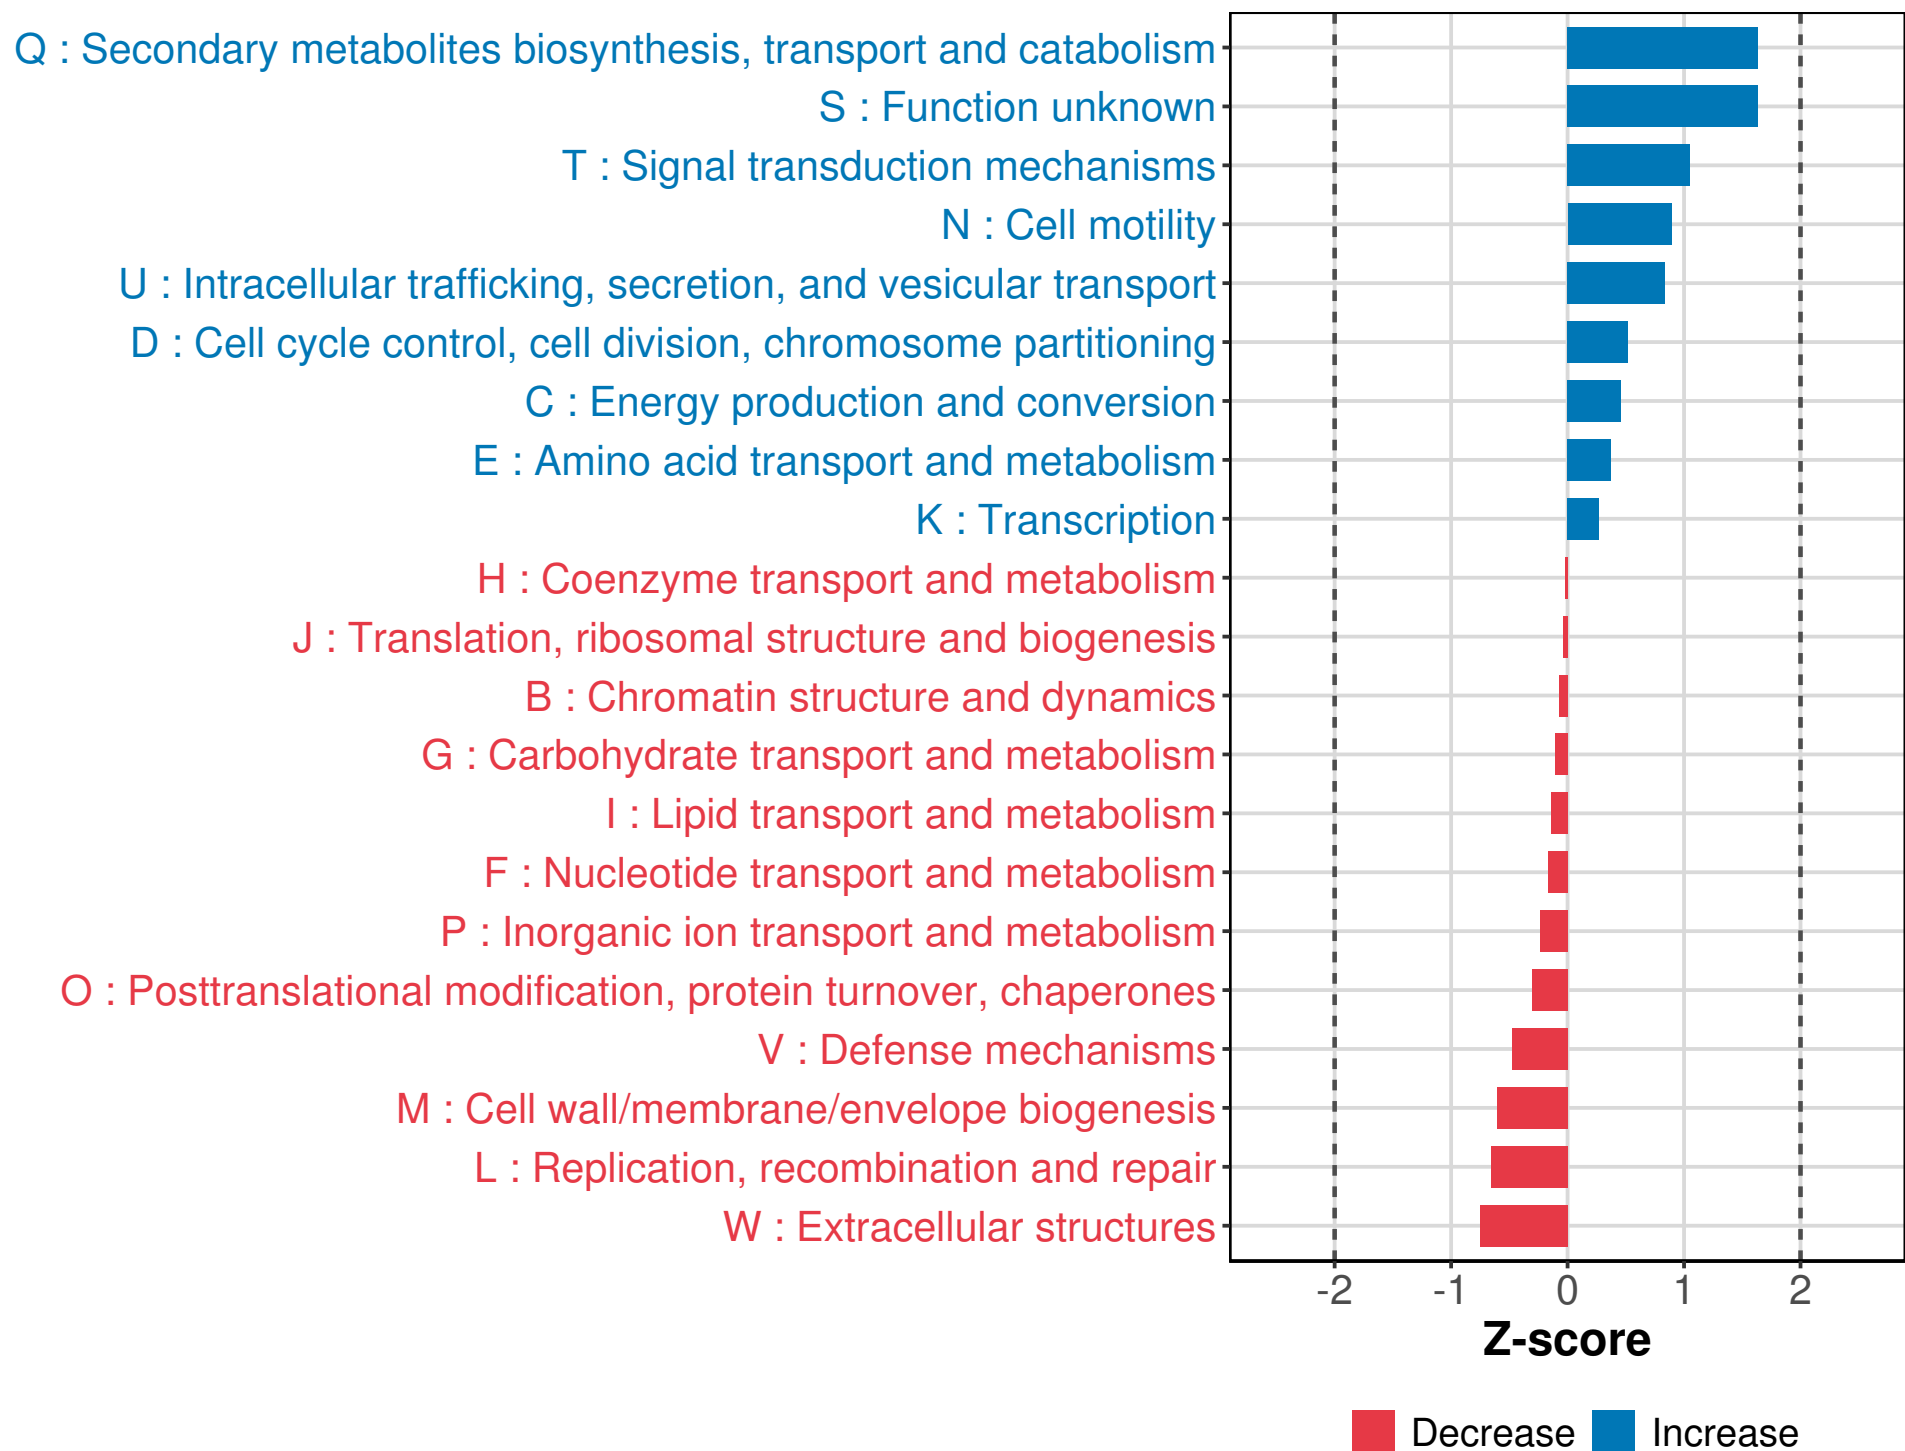 Q : Secondary metabolites biosynthesis, transport and catabolism
S : Function unknown
T : Signal transduction mechanisms
N : Cell motility
U : Intracellular trafficking, secretion, and vesicular transport
D : Cell cycle control, cell division, chromosome partitioning
C : Energy production and conversion
E : Amino acid transport and metabolism
K : Transcription
H : Coenzyme transport and metabolism
J : Translation, ribosomal structure and biogenesis
B : Chromatin structure and dynamics
G : Carbohydrate transport and metabolism
I : Lipid transport and metabolism
F : Nucleotide transport and metabolism
P : Inorganic ion transport and metabolism
O : Posttranslational modification, protein turnover, chaperones
V : Defense mechanisms
M : Cell wall/membrane/envelope biogenesis
L : Replication, recombination and repair
W : Extracellular structures
-2 -1 0 1 2
Z-score
Decrease Increase